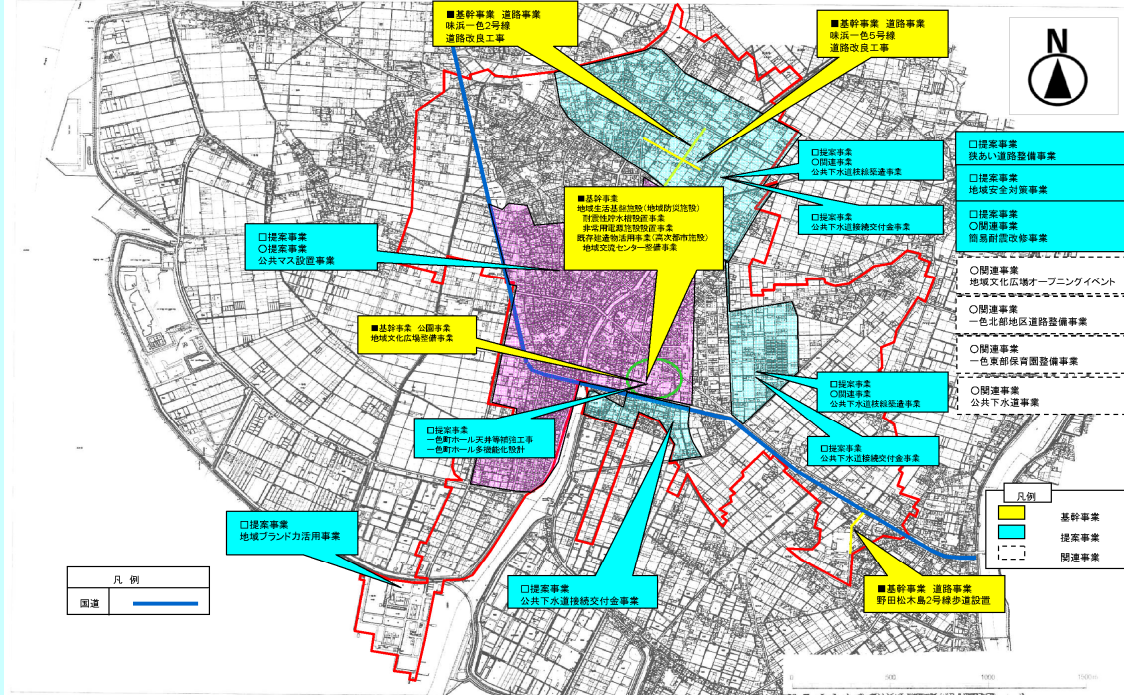 ■基幹事業 道路事業
味浜一色2号線
道路改良工事
■基幹事業 道路事業
味浜一色5号線
道路改良工事
N
□提案事業
○関連事業
公共下水道枝線築造事業
□提案事業
狭あい道路整備事業
□提案事業
地域安全対策事業
□提案事業
○関連事業
簡易耐震改修事業
■基幹事業
地域生活基盤施設(地域防災施設)
耐震性貯水槽設置事業
非常用電源施設設置事業
既存建造物活用事業(高次都市施設)
地域交流センター整備事業
□提案事業
公共下水道接続交付金事業
□提案事業
○提案事業
公共マス設置事業
○関連事業
地域文化広場オープニングイベント
○関連事業
一色北部地区道路整備事業
■基幹事業 公園事業
地域文化広場整備事業
○関連事業
一色東部保育園整備事業
□提案事業
○関連事業
公共下水道枝線築造事業
○関連事業
公共下水道事業
□提案事業
一色町ホール天井等補強工事
一色町ホール多機能化設計
□提案事業
公共下水道接続交付金事業
□提案事業
地域ブランド力活用事業
凡例
基幹事業
提案事業
関連事業
凡 例
国道
□提案事業
公共下水道接続交付金事業
■基幹事業 道路事業
野田松木島2号線歩道設置
0 500 1000 1500m